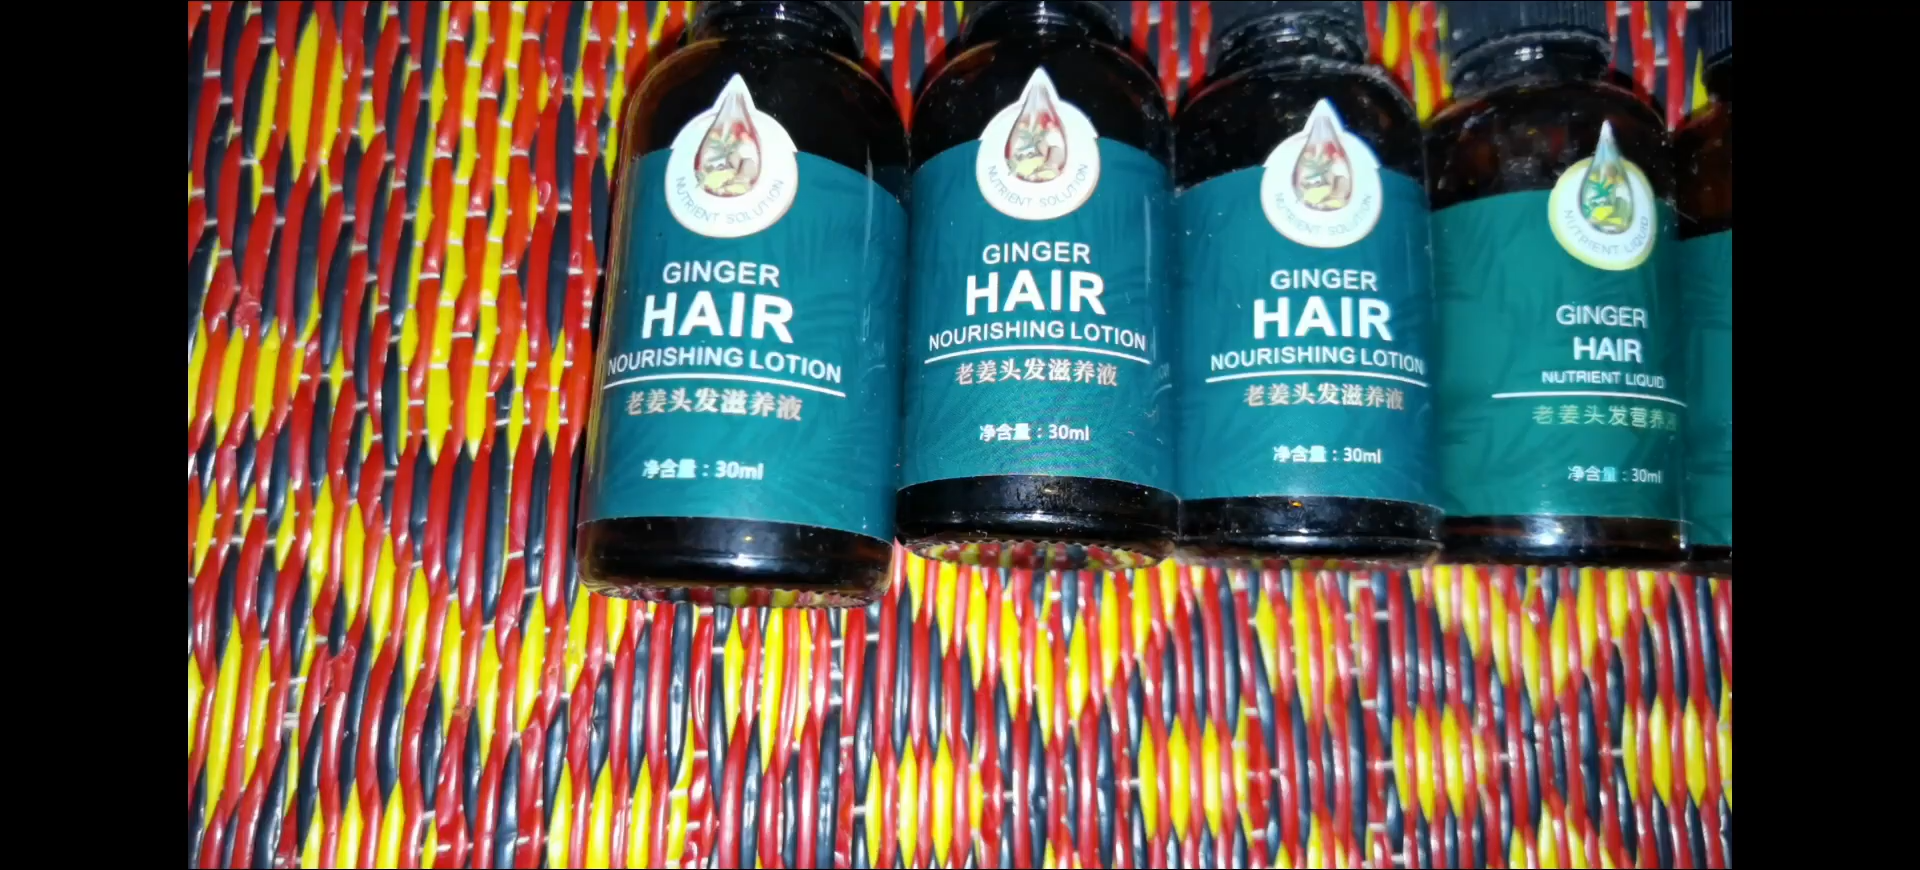 NUTRIENT SOLUTION
GINGER
HAIR
NOURISHING LOTION
老姜头发滋养液
净含量：30ml
NUTRIENT SOLUTION
GINGER
HAIR
NOURISHING LOTION
老姜头发滋养液
净含量：30ml
NUTRIENT SOLUTION
GINGER
HAIR
NOURISHING LOTION
老姜头发滋养液
净含量：30ml
NUTRIENT LIQUID
GINGER
HAIR
NUTRIENT LIQUID
老姜头发营养液
净含量：30ml